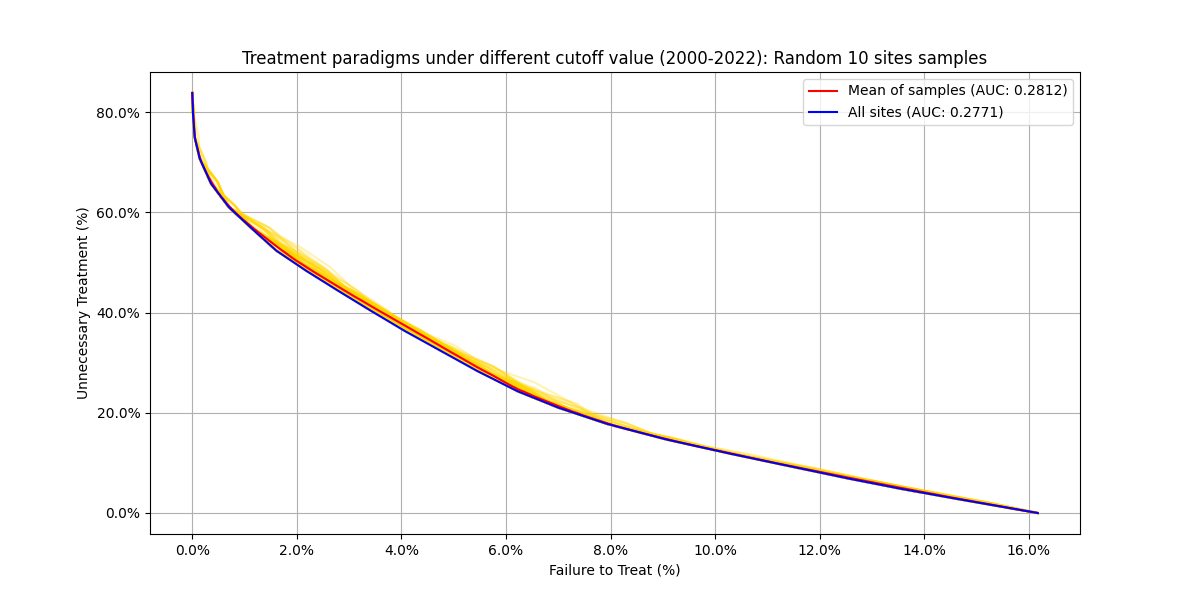 Treatment paradigms under different cutoff value (2000-2022): Random 10 sites samples
Mean of samples (AUC: 0.2812)
All sites (AUC: 0.2771)
Unnecessary Treatment (%)
80.0%
60.0%
40.0%
20.0%
0.0%
0.0% 2.0% 4.0% 6.0% 8.0% 10.0% 12.0% 14.0% 16.0%
Failure to Treat (%)